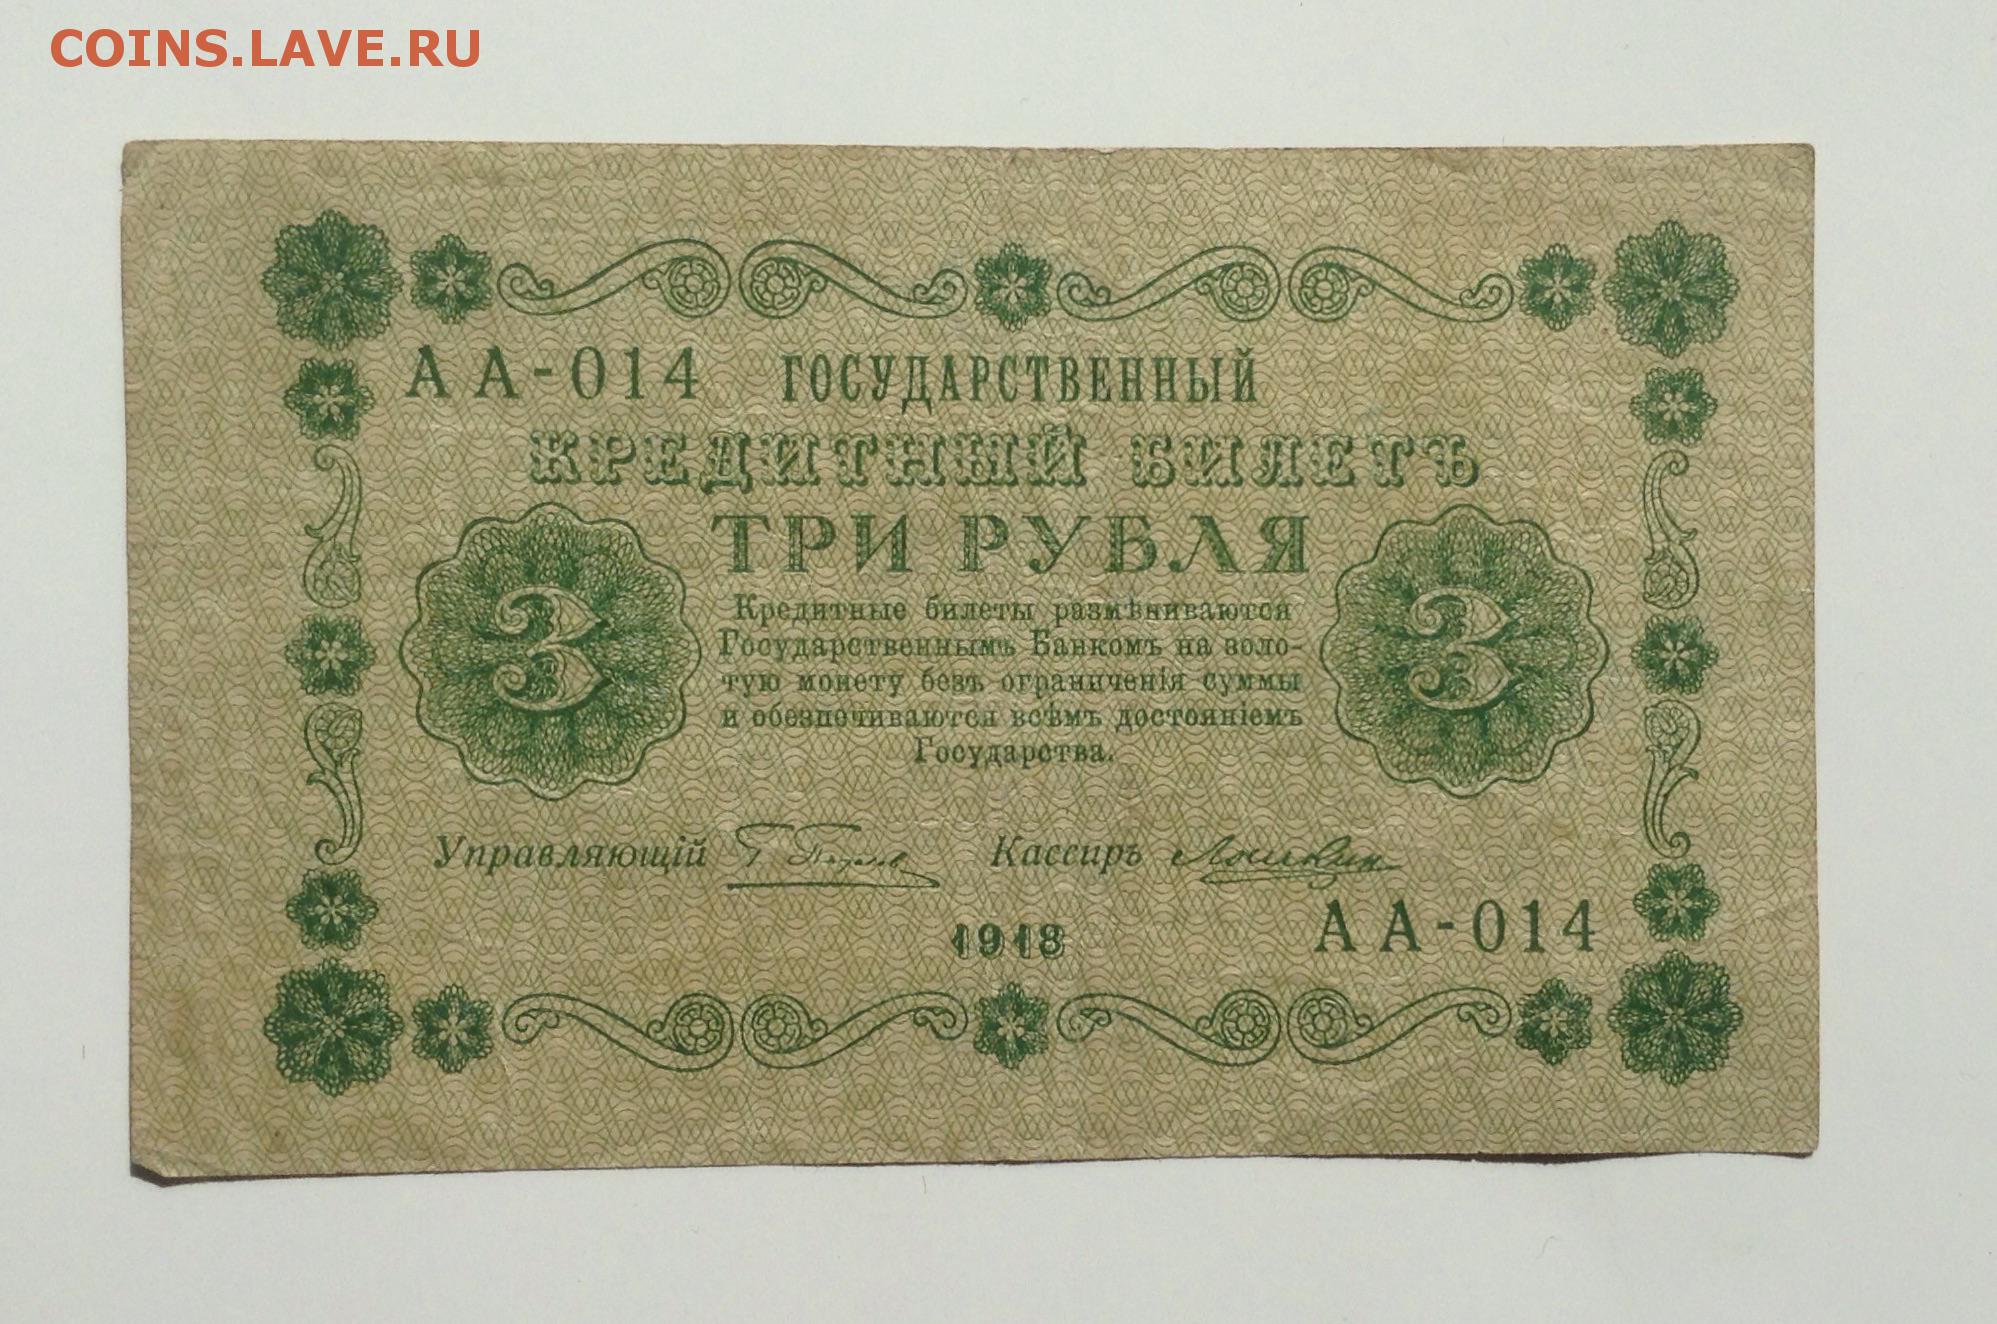 COINS.LAVE.RU
АА-014 ГОСУДАРСТВЕННЫЙ
КРЕДИТНЫЙ БИЛЕТЪ
ТРИ РУБЛЯ
3 3
Кредитные билеты размѣниваются
Государственнымъ Банкомъ на золо-
тую монету безъ ограниченія суммы
и обезпечиваются всѣмъ достояніемъ
Государства.
Управляющій Кассиръ
1918 АА-014